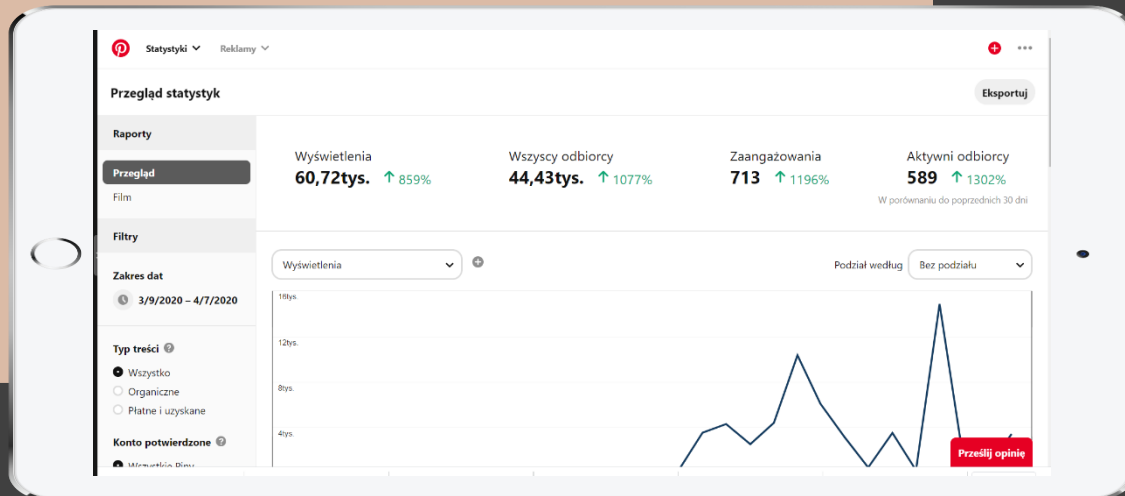 Statystyki Reklamy
Przegląd statystyk
Eksportuj
Raporty
Przegląd
Film
Filtry
Zakres dat
3/9/2020 – 4/7/2020
Typ treści
Wszystko
Organiczne
Płatne i uzyskane
Konto potwierdzone
Wszystkie Piny
Wyświetlenia
60,72tys. ↑ 859%
Wszyscy odbiorcy
44,43tys. ↑ 1077%
Zaangażowania
713 ↑ 1196%
Aktywni odbiorcy
589 ↑ 1302%
W porównaniu do poprzednich 30 dni
Wyświetlenia
Podział według Bez podziału
16tys.
12tys.
8tys.
4tys.
Prześlij opinię